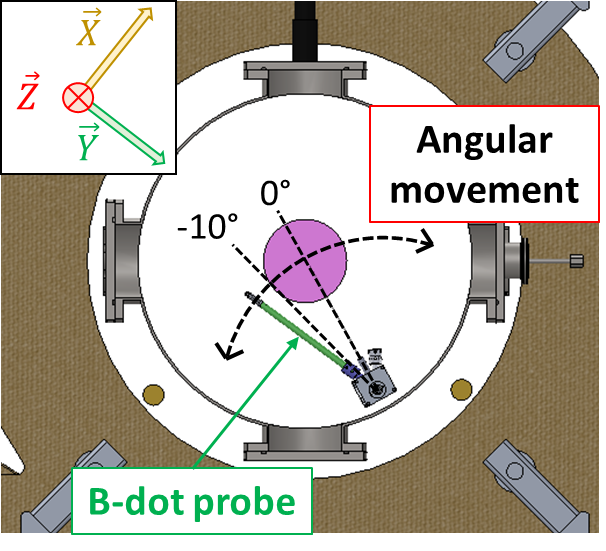 X
Z
Y
Angular
movement
0°
-10°
B-dot probe